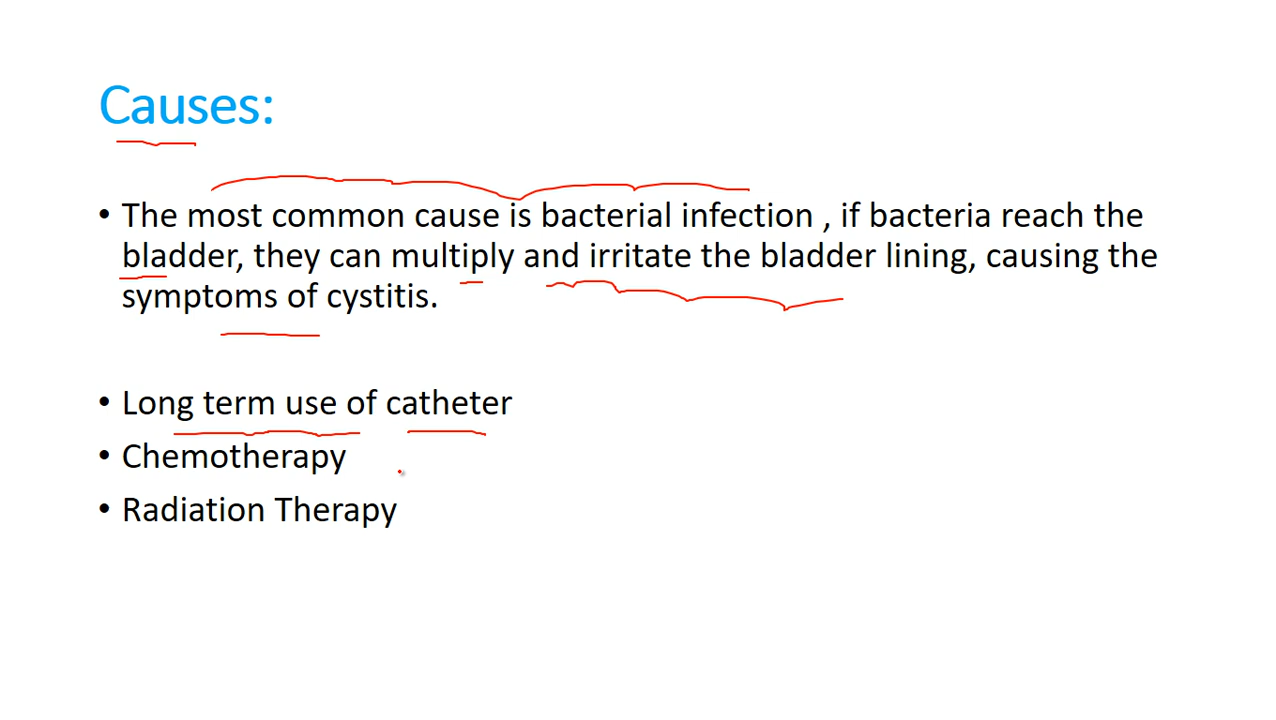 Causes:
• The most common cause is bacterial infection , if bacteria reach the
bladder, they can multiply and irritate the bladder lining, causing the
symptoms of cystitis.
• Long term use of catheter
• Chemotherapy
• Radiation Therapy